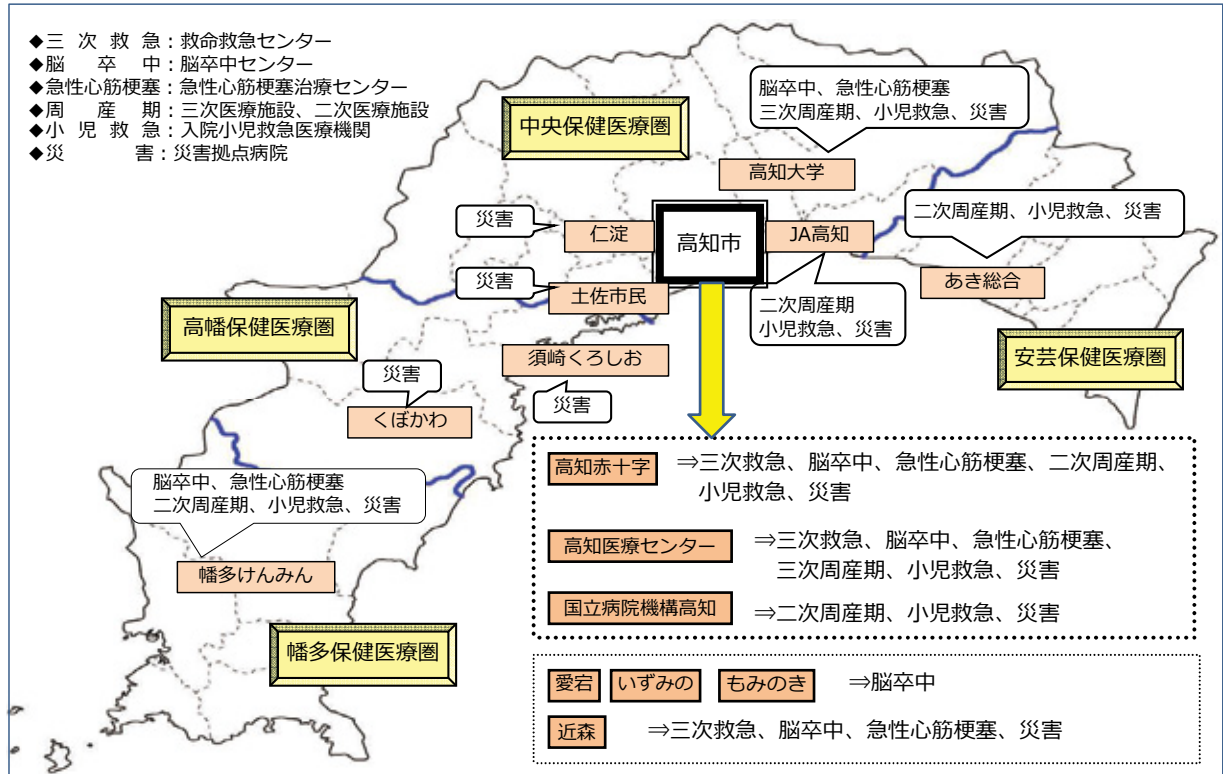 ◆三次救急：救命救急センター
◆脳卒中：脳卒中センター
◆急性心筋梗塞：急性心筋梗塞治療センター
◆周産期：三次医療施設、二次医療施設
◆小児救急：入院小児救急医療機関
◆災害：災害拠点病院
中央保健医療圏
脳卒中、急性心筋梗塞
三次周産期、小児救急、災害
高知大学
災害
仁淀
高知市
JA高知
二次周産期、小児救急、災害
あき総合
災害
土佐市民
二次周産期
小児救急、災害
高幡保健医療圏
須崎くろしお
災害
安芸保健医療圏
災害
くぼかわ
脳卒中、急性心筋梗塞
二次周産期、小児救急、災害
幡多けんみん
幡多保健医療圏
高知赤十字 ⇒三次救急、脳卒中、急性心筋梗塞、二次周産期、
小児救急、災害
高知医療センター ⇒三次救急、脳卒中、急性心筋梗塞、
三次周産期、小児救急、災害
国立病院機構高知 ⇒二次周産期、小児救急、災害
愛宕 いずみの もみのき ⇒脳卒中
近森 ⇒三次救急、脳卒中、急性心筋梗塞、災害